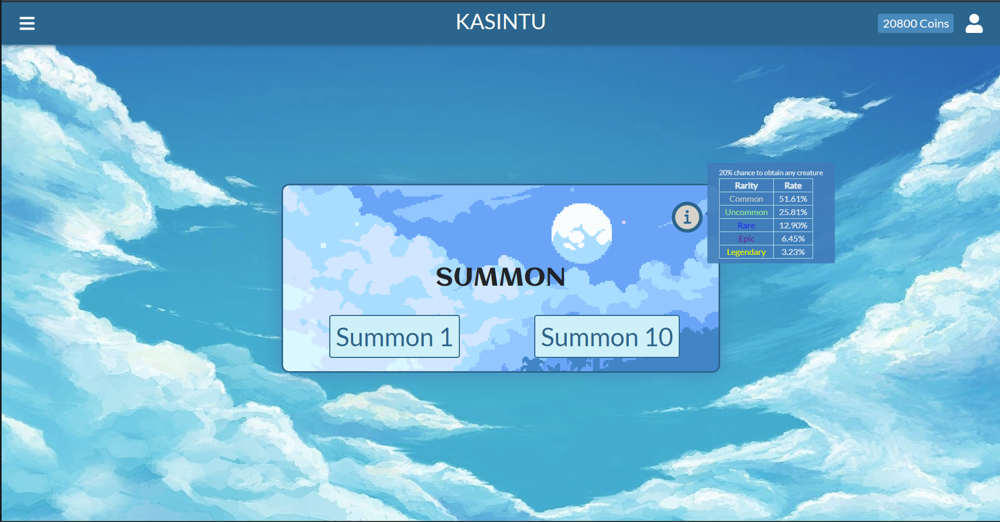 KASINTU
20800 Coins
20% chance to obtain any creature
Rarity Rate
Common 51.61%
Uncommon 25.81%
Rare 12.90%
Epic 6.45%
Legendary 3.23%
i
SUMMON
Summon 1
Summon 10